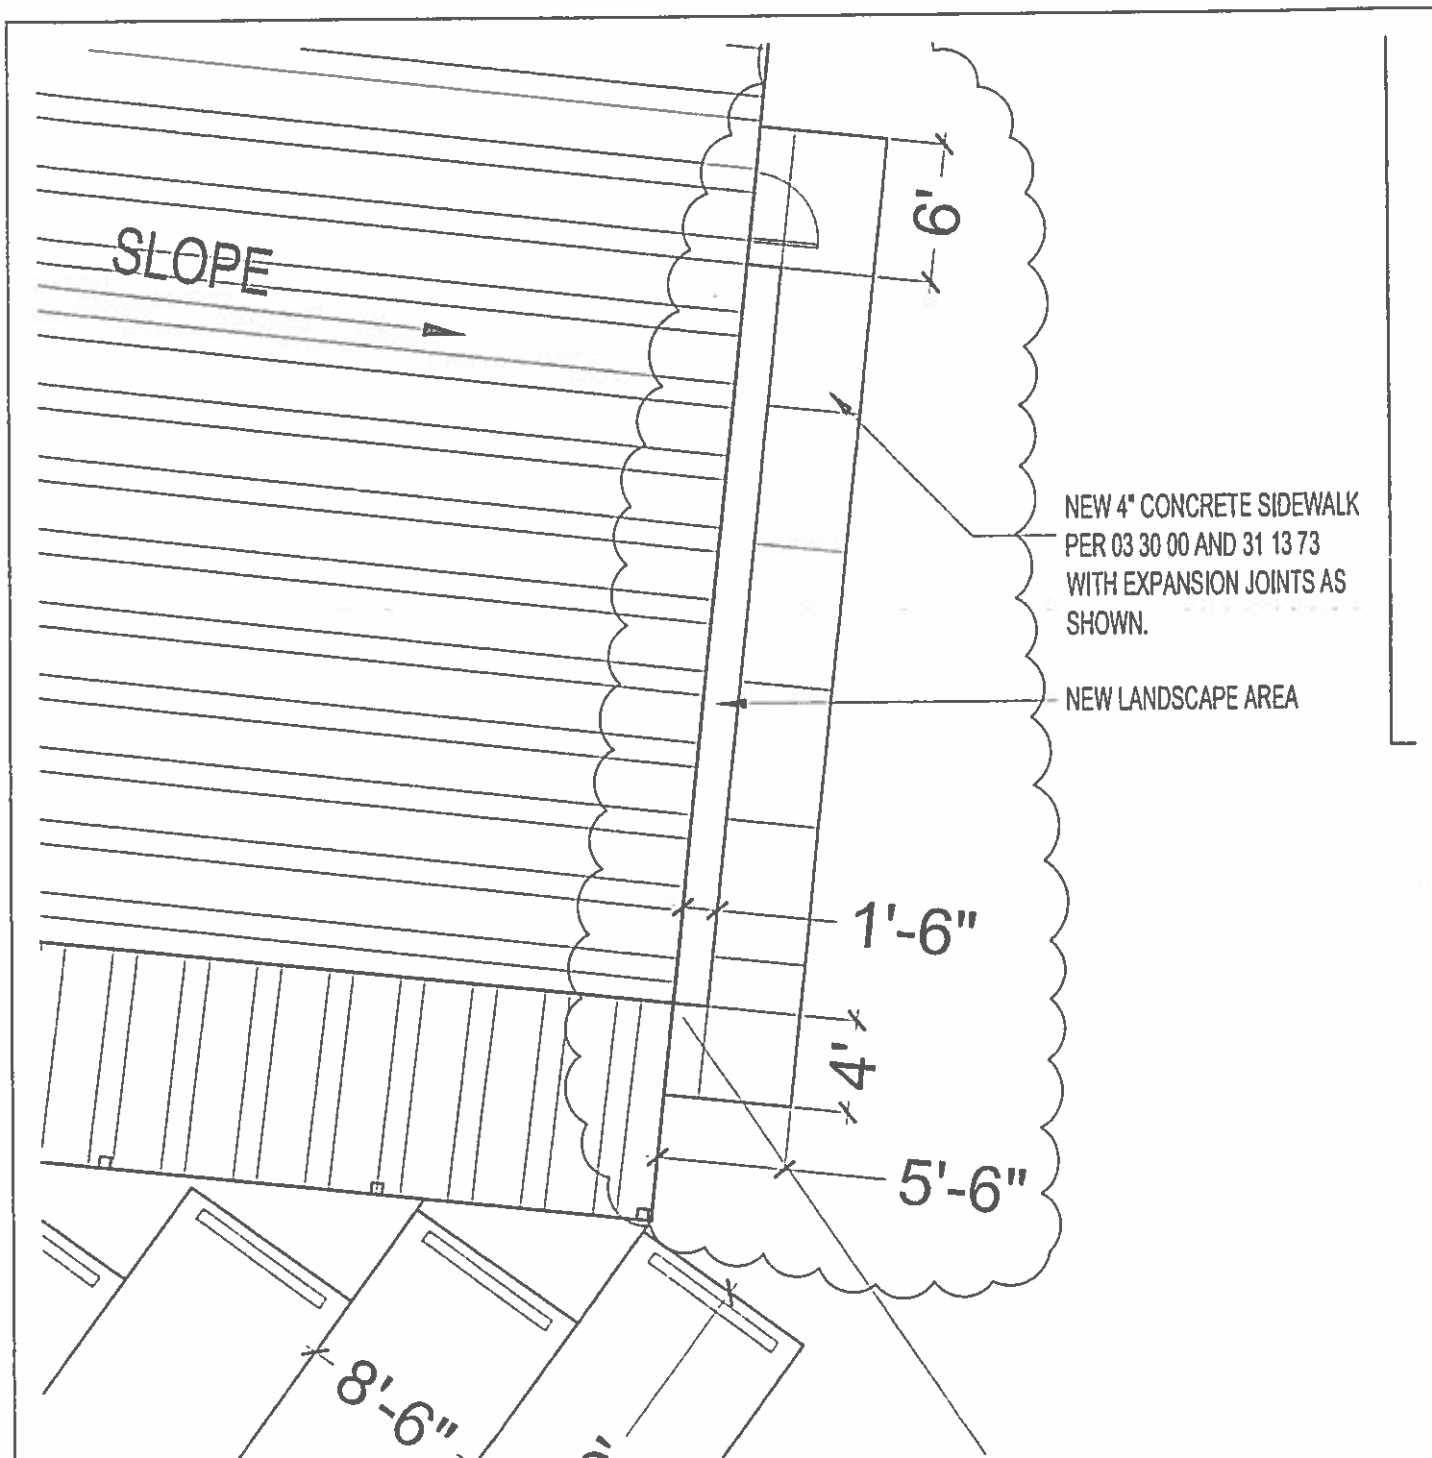 SLOPE
6'
NEW 4" CONCRETE SIDEWALK
PER 03 30 00 AND 31 13 73
WITH EXPANSION JOINTS AS
SHOWN.
NEW LANDSCAPE AREA
1'-6"
4'
5'-6"
8'-6"